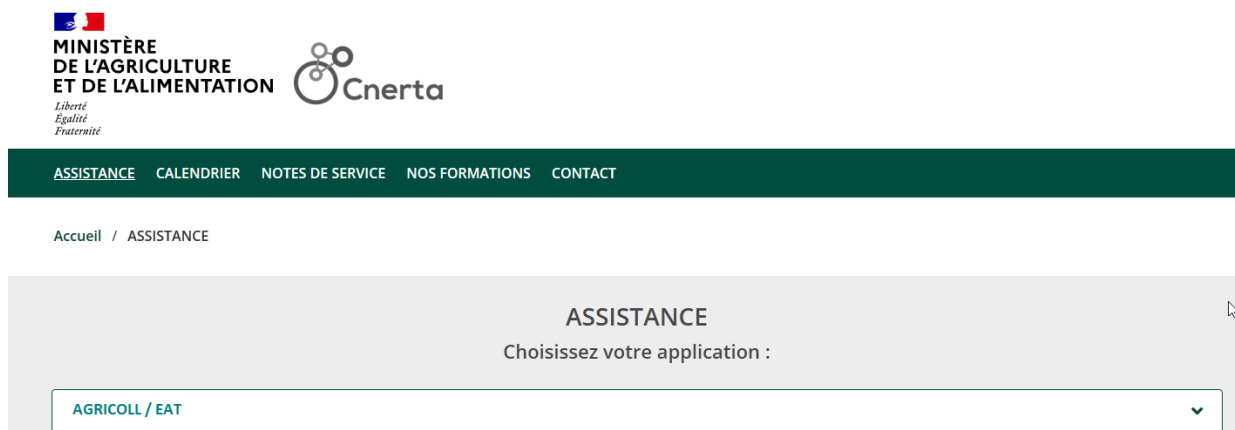 MINISTÈRE
DE L'AGRICULTURE
ET DE L'ALIMENTATION
Liberté
Égalité
Fraternité
Cnerta
ASSISTANCE CALENDRIER NOTES DE SERVICE NOS FORMATIONS CONTACT
Accueil / ASSISTANCE
ASSISTANCE
Choisissez votre application :
AGRICOLL / EAT